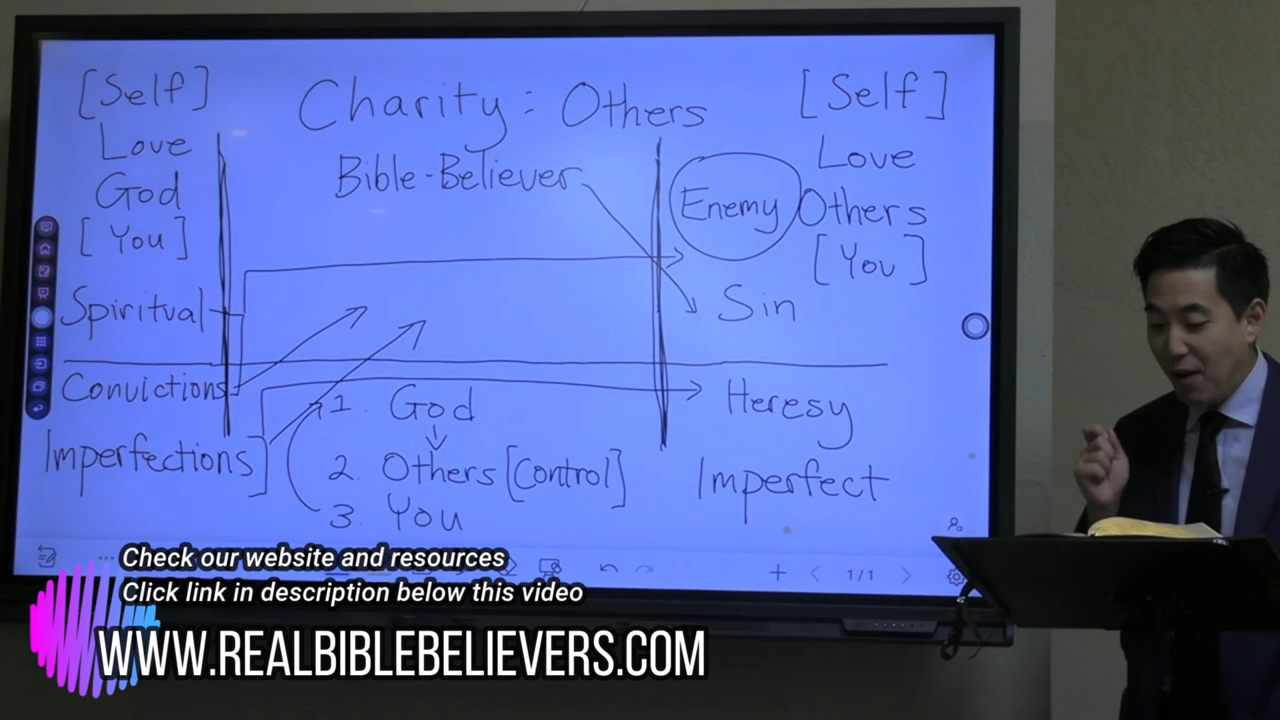 [Self]
Love
God
[You]
Spiritual
Convictions
Imperfections]
Charity: Others
Bible-Believer
1. God
2. Others [Control]
3. You
[Self]
Love
Enemy Others
[You]
Sin
Heresy
Imperfect
1/1
Check our website and resources
Click link in description below this video
WWW.REALBIBLEBELIEVERS.COM